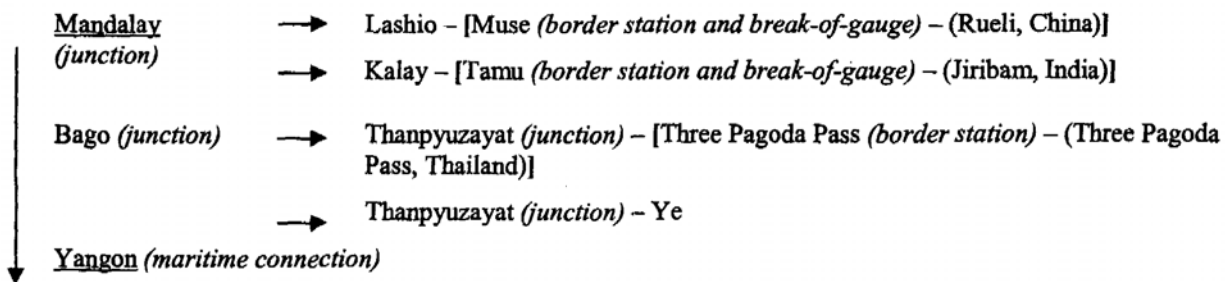 Mandalay Lashio – [Muse (border station and break-of-gauge) – (Rueli, China)]
(junction)
Kalay – [Tamu (border station and break-of-gauge) – (Jiribam, India)]
Bago (junction) Thanpyuzayat (junction) – [Three Pagoda Pass (border station) – (Three Pagoda
Pass, Thailand)]
Thanpyuzayat (junction) – Ye
Yangon (maritime connection)